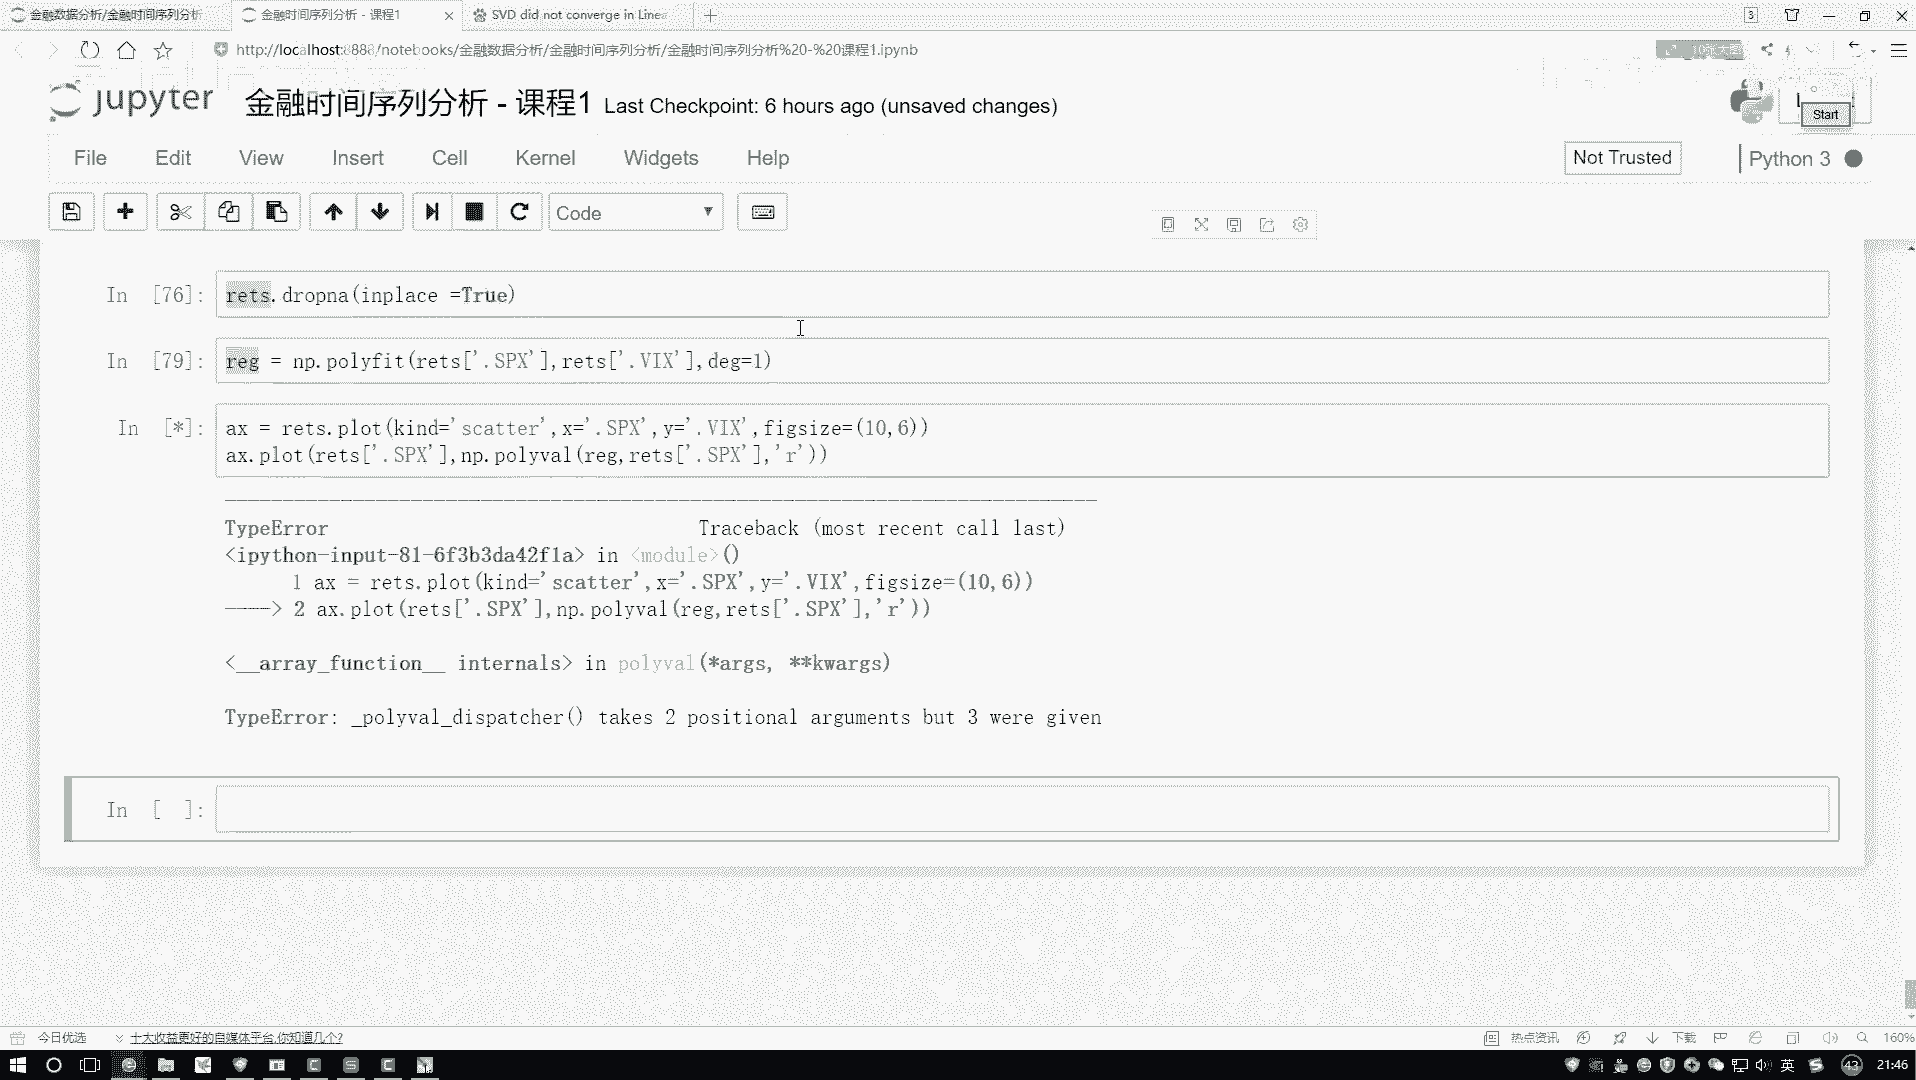 金融数据分析/金融时间序列分析
金融时间序列分析 - 课程1
SVD did not converge in Linea
3
http://localhost:8888/notebooks/金融数据分析/金融时间序列分析/金融时间序列分析%20-%20课程1.ipynb
jupyter 金融时间序列分析 - 课程1 Last Checkpoint: 6 hours ago (unsaved changes)
Start
File Edit View Insert Cell Kernel Widgets Help
Not Trusted
Python 3
Code
In [76]: rets.dropna(inplace =True)
In [79]: reg = np.polyfit(rets['.SPX'],rets['.VIX'],deg=1)
In [*]: ax = rets.plot(kind='scatter',x='.SPX',y='.VIX',figsize=(10,6))
ax.plot(rets['.SPX'],np.polyval(reg,rets['.SPX'],'r'))
TypeError Traceback (most recent call last)
<ipython-input-81-6f3b3da42f1a> in <module>()
1 ax = rets.plot(kind='scatter',x='.SPX',y='.VIX',figsize=(10,6))
----> 2 ax.plot(rets['.SPX'],np.polyval(reg,rets['.SPX'],'r'))
<__array_function__ internals> in polyval(*args, **kwargs)
TypeError: _polyval_dispatcher() takes 2 positional arguments but 3 were given
In [ ]:
今日优选
十大收益更好的自媒体平台,你知道几个?
热点资讯
下载
160%
英
43
21:46